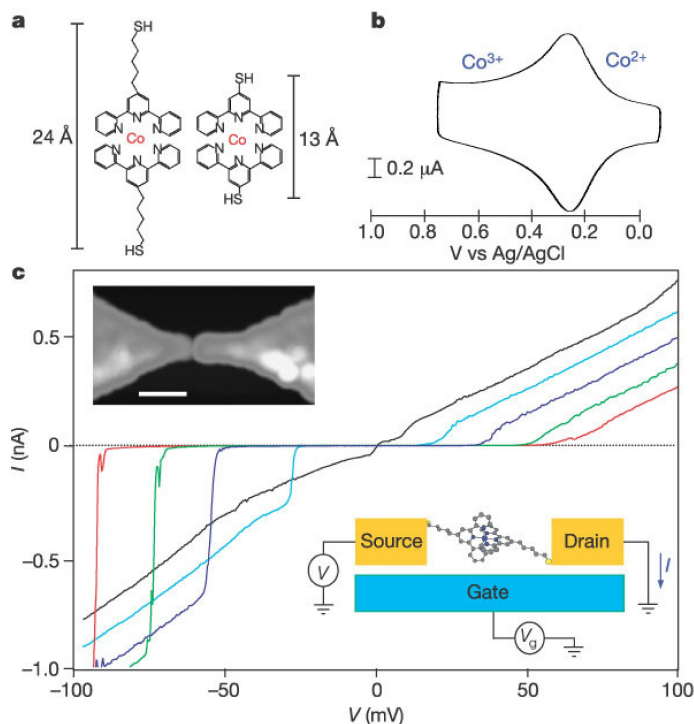 a
SH
24 Å
N N N
Co
N N N
HS
SH
N N N
Co
N N N
HS
13 Å
b
Co3+
Co2+
0.2 μA
1.0 0.8 0.6 0.4 0.2 0.0
V vs Ag/AgCl
c
0.5
0
−0.5
−1.0
I (nA)
Source
Drain
Gate
V
I
Vg
−100 −50 0 50 100
V (mV)